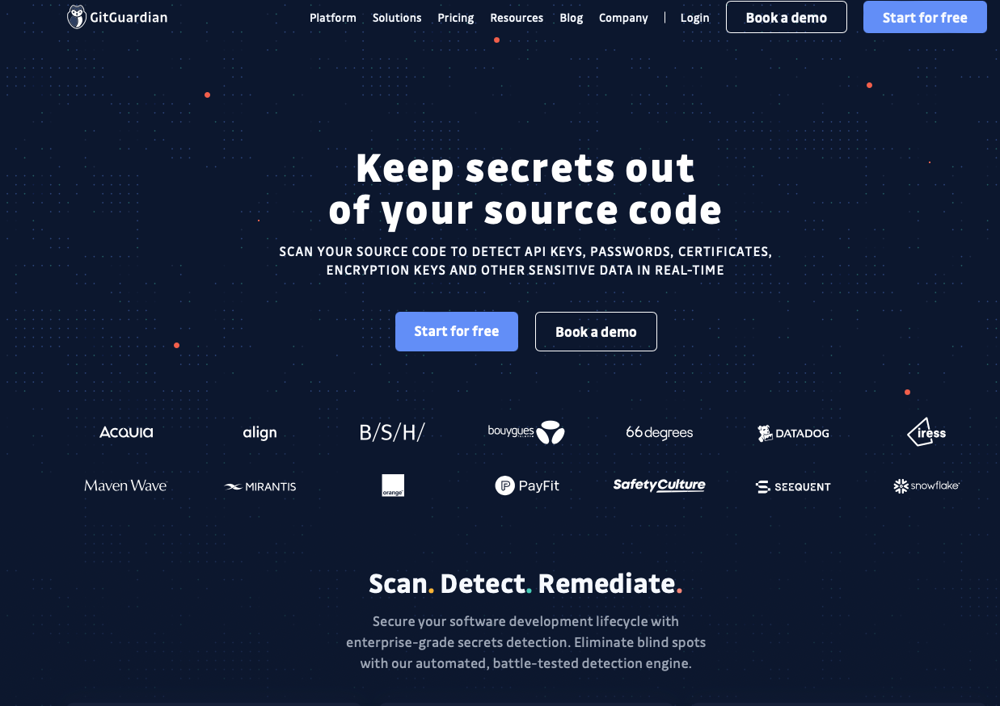 GitGuardian Platform Solutions Pricing Resources Blog Company Login Book a demo Start for free
Keep secrets out
of your source code
SCAN YOUR SOURCE CODE TO DETECT API KEYS, PASSWORDS, CERTIFICATES,
ENCRYPTION KEYS AND OTHER SENSITIVE DATA IN REAL-TIME
Start for free Book a demo
ACQUIA align B/S/H/ bouygues 66degrees DATADOG iress
Maven Wave MIRANTIS orange PayFit SafetyCulture SEEQUENT snowflake
Scan. Detect. Remediate.
Secure your software development lifecycle with
enterprise-grade secrets detection. Eliminate blind spots
with our automated, battle-tested detection engine.